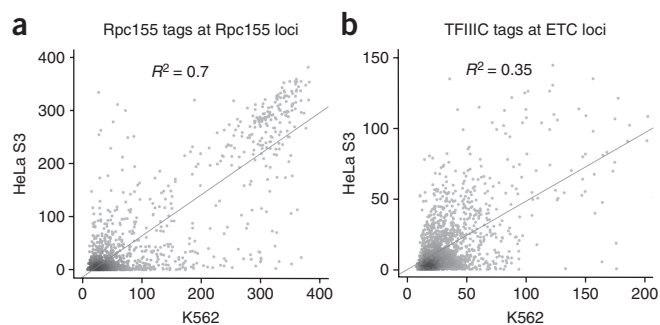 a
Rpc155 tags at Rpc155 loci
400
300
200
100
0
HeLa S3
R² = 0.7
0
100
200
300
400
K562
b
TFIIIC tags at ETC loci
150
100
50
0
HeLa S3
R² = 0.35
0
50
100
150
200
K562